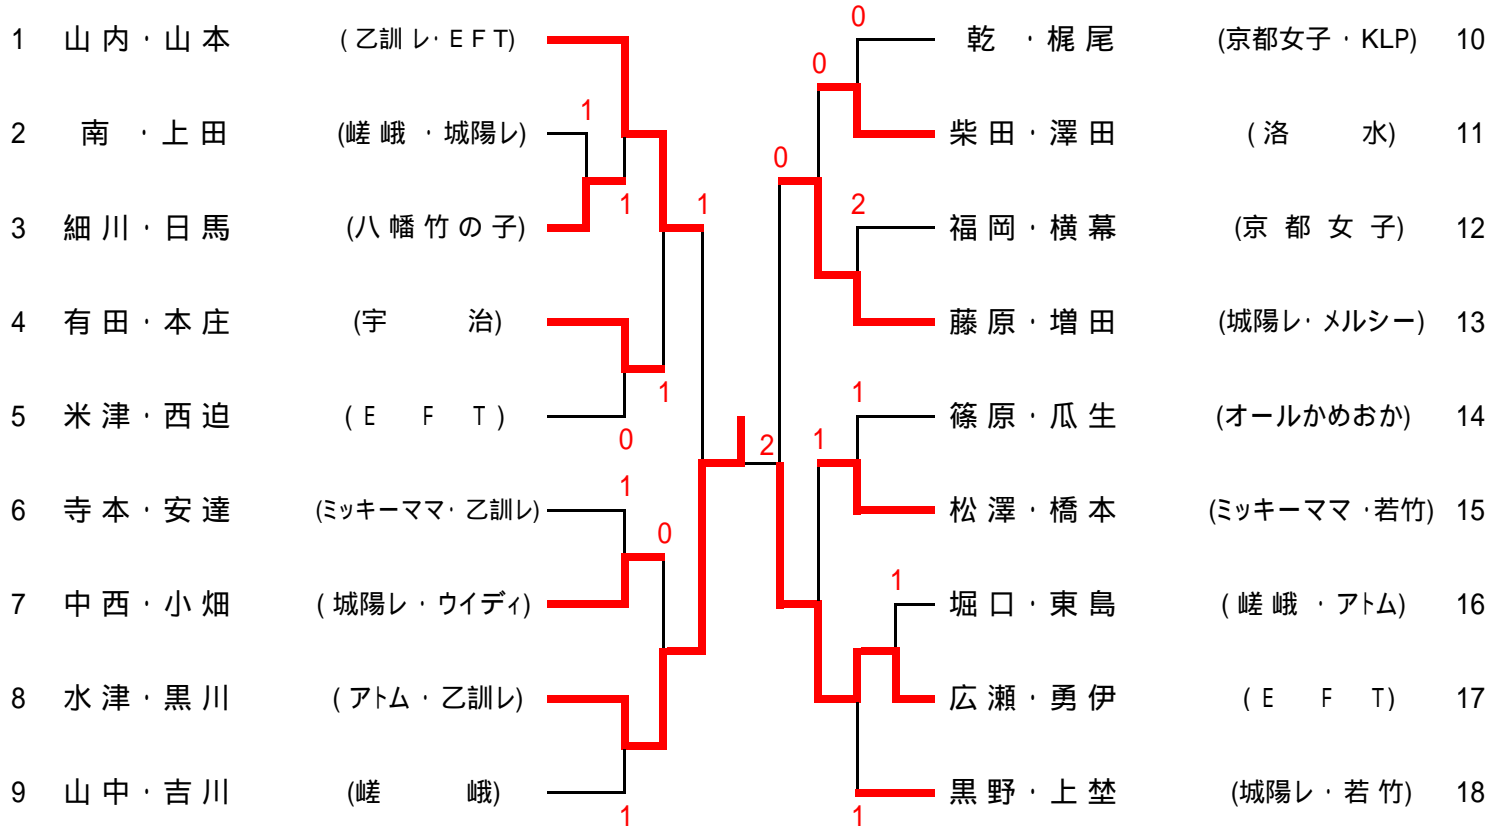 1 山内・山本 (乙訓レ・EFT)
1
2 南・上田 (嵯峨・城陽レ)
3 細川・日馬 (八幡竹の子)
1
1
4 有田・本庄 (宇治)
1
5 米津・西迫 (EFT)
0
1
6 寺本・安達 (ミッキーママ・乙訓レ)
0
7 中西・小畑 (城陽レ・ウイディ)
8 水津・黒川 (アトム・乙訓レ)
9 山中・吉川 (嵯峨)
1
2
0
乾・梶尾 (京都女子・KLP) 10
0
柴田・澤田 (洛水) 11
0
2
福岡・横幕 (京都女子) 12
藤原・増田 (城陽レ・メルシー) 13
1
篠原・瓜生 (オールかめおか) 14
1
松澤・橋本 (ミッキーママ・若竹) 15
1
堀口・東島 (嵯峨・アトム) 16
広瀬・勇伊 (EFT) 17
黒野・上埜 (城陽レ・若竹) 18
1